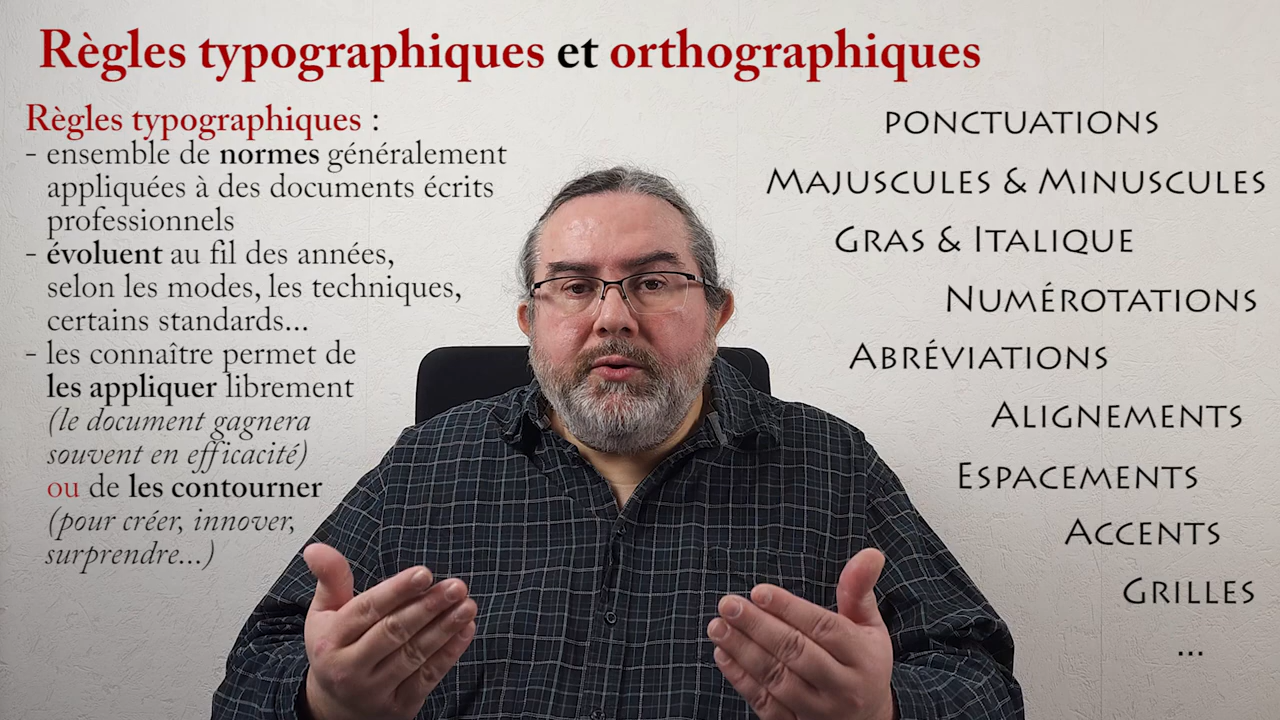 Règles typographiques et orthographiques
Règles typographiques :
- ensemble de normes généralement
appliquées à des documents écrits
professionnels
- évoluent au fil des années,
selon les modes, les techniques,
certains standards...
- les connaître permet de
les appliquer librement
(le document gagnera
souvent en efficacité)
ou de les contourner
(pour créer, innover,
surprendre...)
PONCTUATIONS
MAJUSCULES & MINUSCULES
GRAS & ITALIQUE
NUMÉROTATIONS
ABRÉVIATIONS
ALIGNEMENTS
ESPACEMENTS
ACCENTS
GRILLES
...